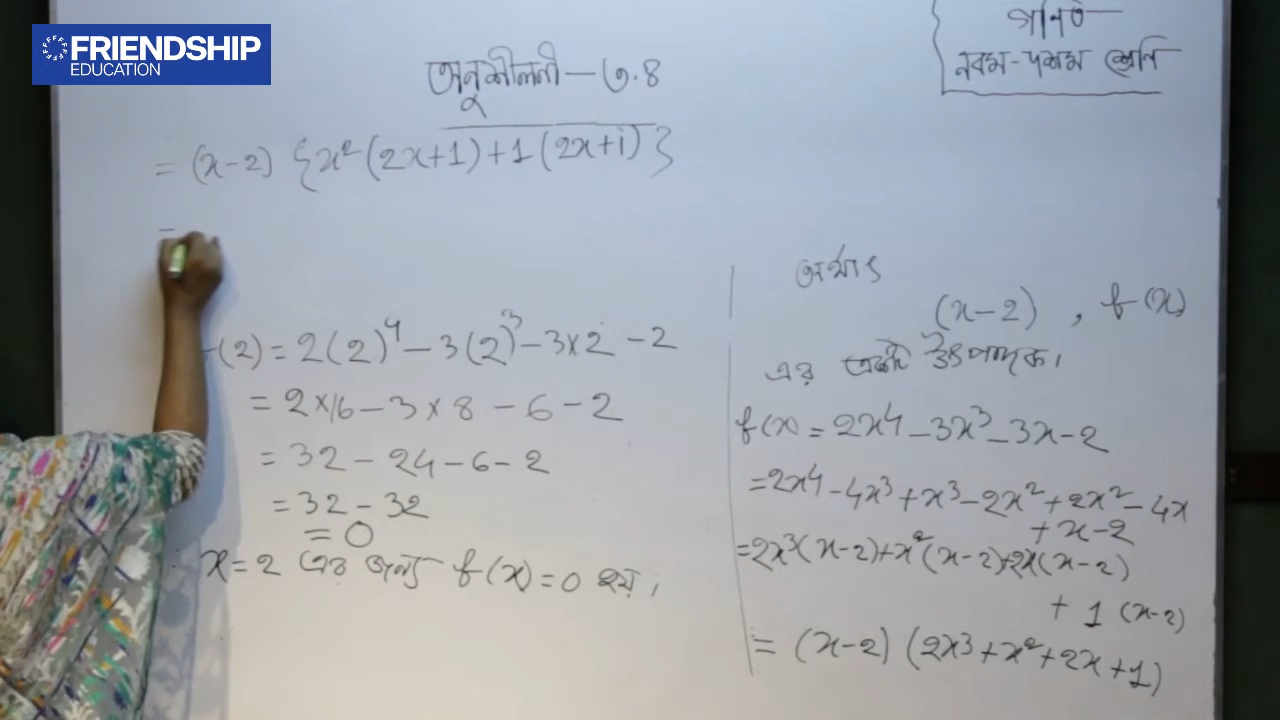 FRIENDSHIP
EDUCATION
গণিত
নবম-দশম শ্রেণি
অনুশীলনী-৩.৪
= (x-2) {x² (2x+1) +1 (2x+1) }
=
(2) = 2(2)⁴ - 3(2)³ - 3×2 - 2
= 2×16 - 3×8 - 6 - 2
= 32 - 24 - 6 - 2
= 32 - 32
= 0
x=2 এর জন্য f(x) = 0 হয়।
অর্থাৎ
(x-2) , f(x)
এর একটি উৎপাদক।
f(x) = 2x⁴ - 3x³ - 3x - 2
= 2x⁴ - 4x³ + x³ - 2x² + 2x² - 4x
+ x - 2
= 2x³(x-2) + x²(x-2) + 2x(x-2)
+ 1 (x-2)
= (x-2) (2x³ + x² + 2x + 1)